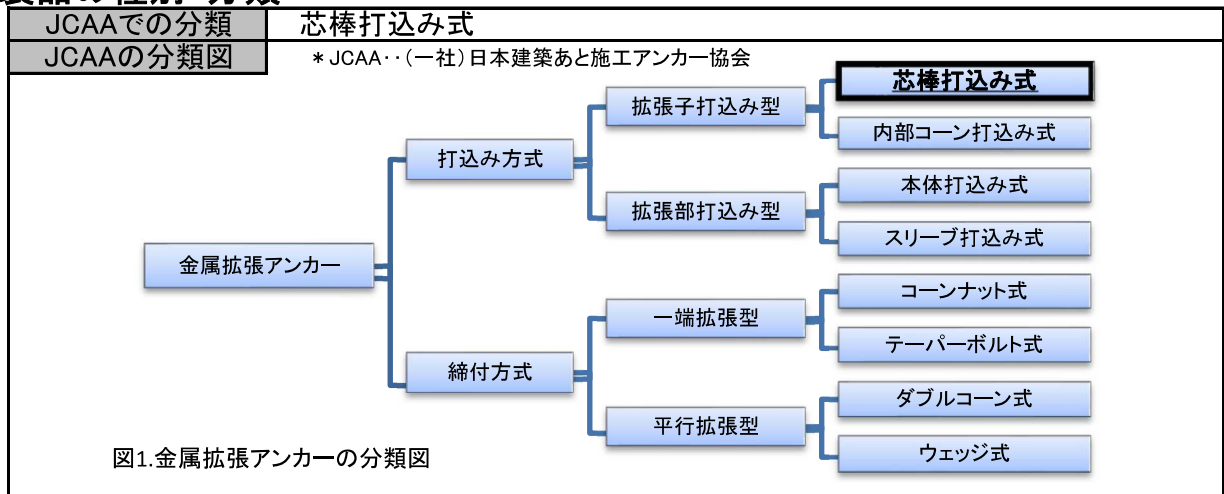 JCAAでの分類
芯棒打込み式
JCAAの分類図
＊JCAA‥（一社）日本建築あと施工アンカー協会
芯棒打込み式
拡張子打込み型
内部コーン打込み式
打込み方式
本体打込み式
拡張部打込み型
スリーブ打込み式
金属拡張アンカー
コーンナット式
一端拡張型
テーパーボルト式
締付方式
ダブルコーン式
平行拡張型
ウェッジ式
図1.金属拡張アンカーの分類図